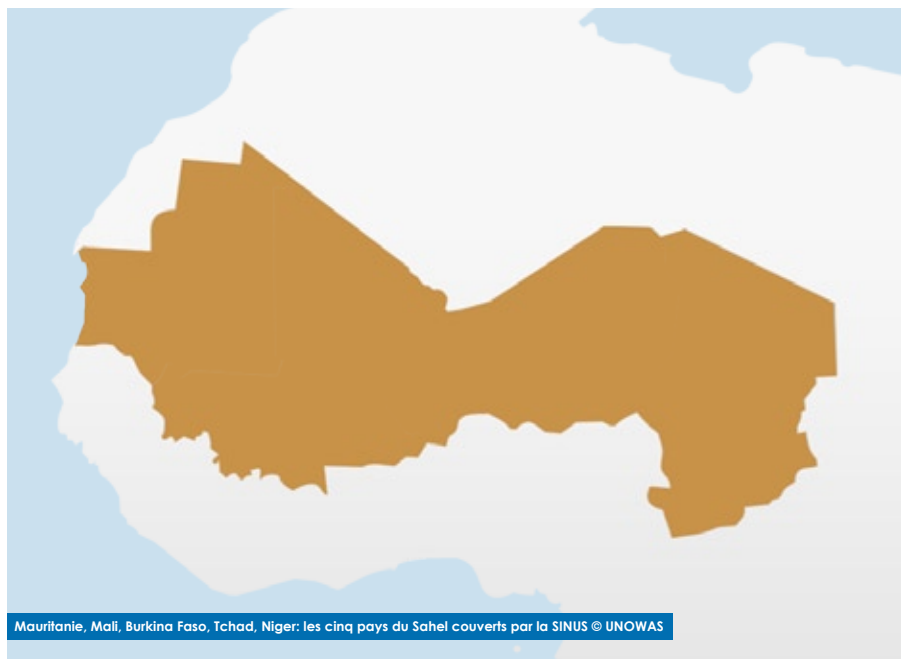 Mauritanie, Mali, Burkina Faso, Tchad, Niger: les cinq pays du Sahel couverts par la SINUS © UNOWAS